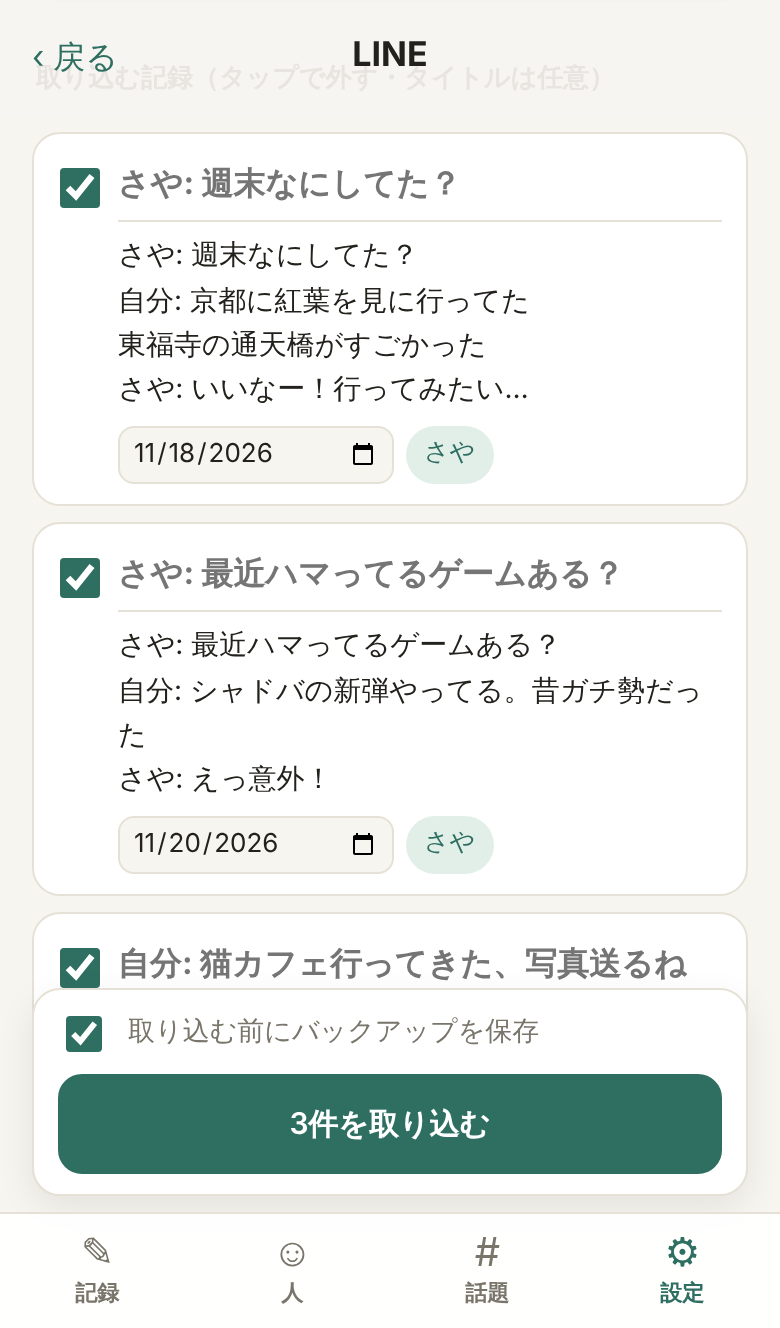 ‹ 戻る
LINE
取り込む記録（タップで外す・タイトルは任意）
さや: 週末なにしてた？
さや: 週末なにしてた？
自分: 京都に紅葉を見に行ってた
東福寺の通天橋がすごかった
さや: いいなー！行ってみたい…
11/18/2026
さや
さや: 最近ハマってるゲームある？
さや: 最近ハマってるゲームある？
自分: シャドバの新弾やってる。昔ガチ勢だっ
た
さや: えっ意外！
11/20/2026
さや
自分: 猫カフェ行ってきた、写真送るね
取り込む前にバックアップを保存
3件を取り込む
記録
人
#
話題
設定